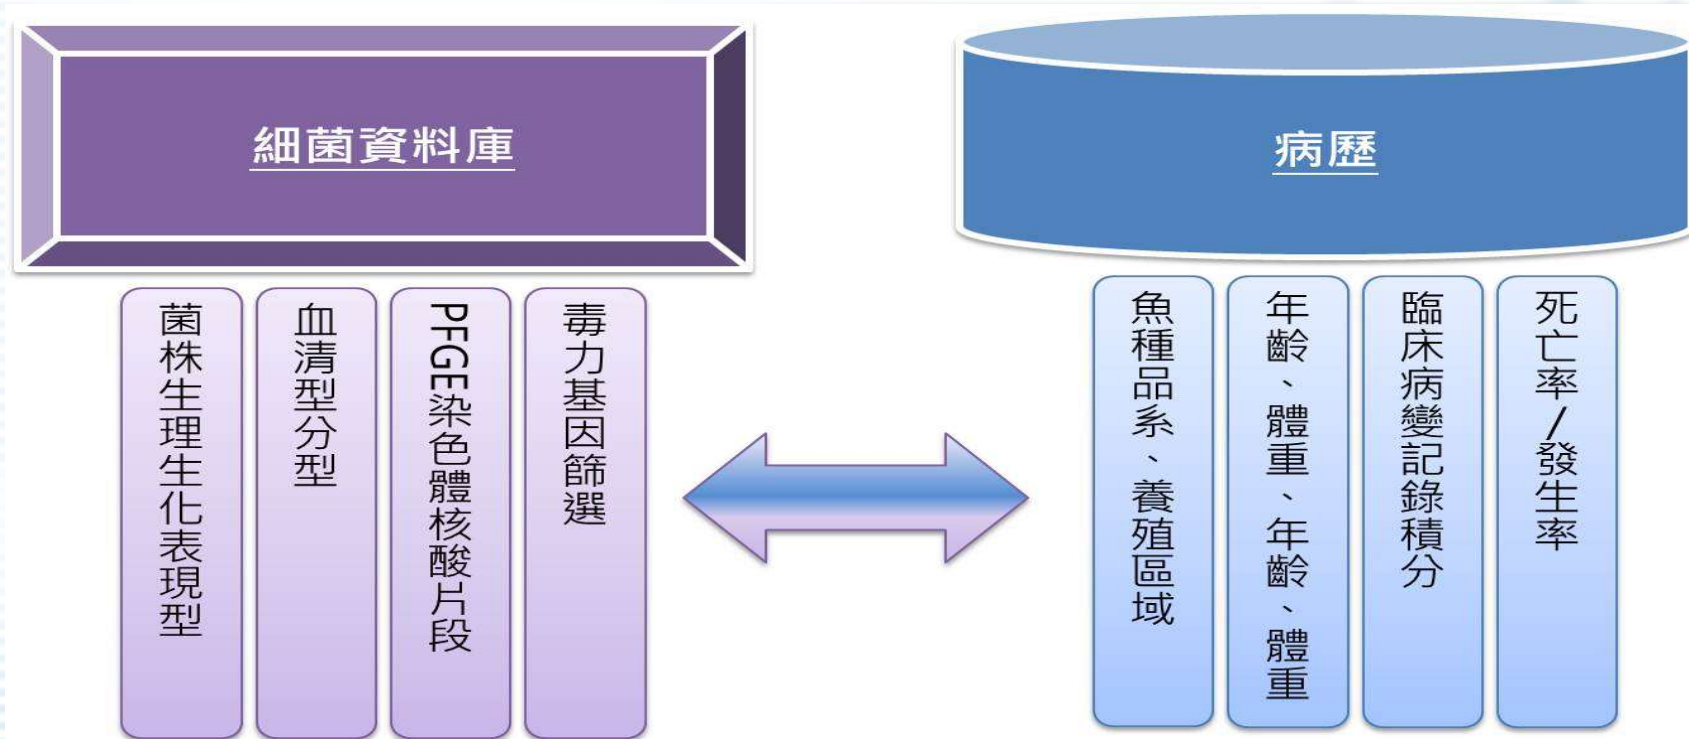 細菌資料庫
病歷
菌株生理生化表現型
血清型分型
PFGE染色體核酸片段
毒力基因篩選
魚種品系、養殖區域
年齡、體重、年齡、體重
臨床病變記錄積分
死亡率/發生率